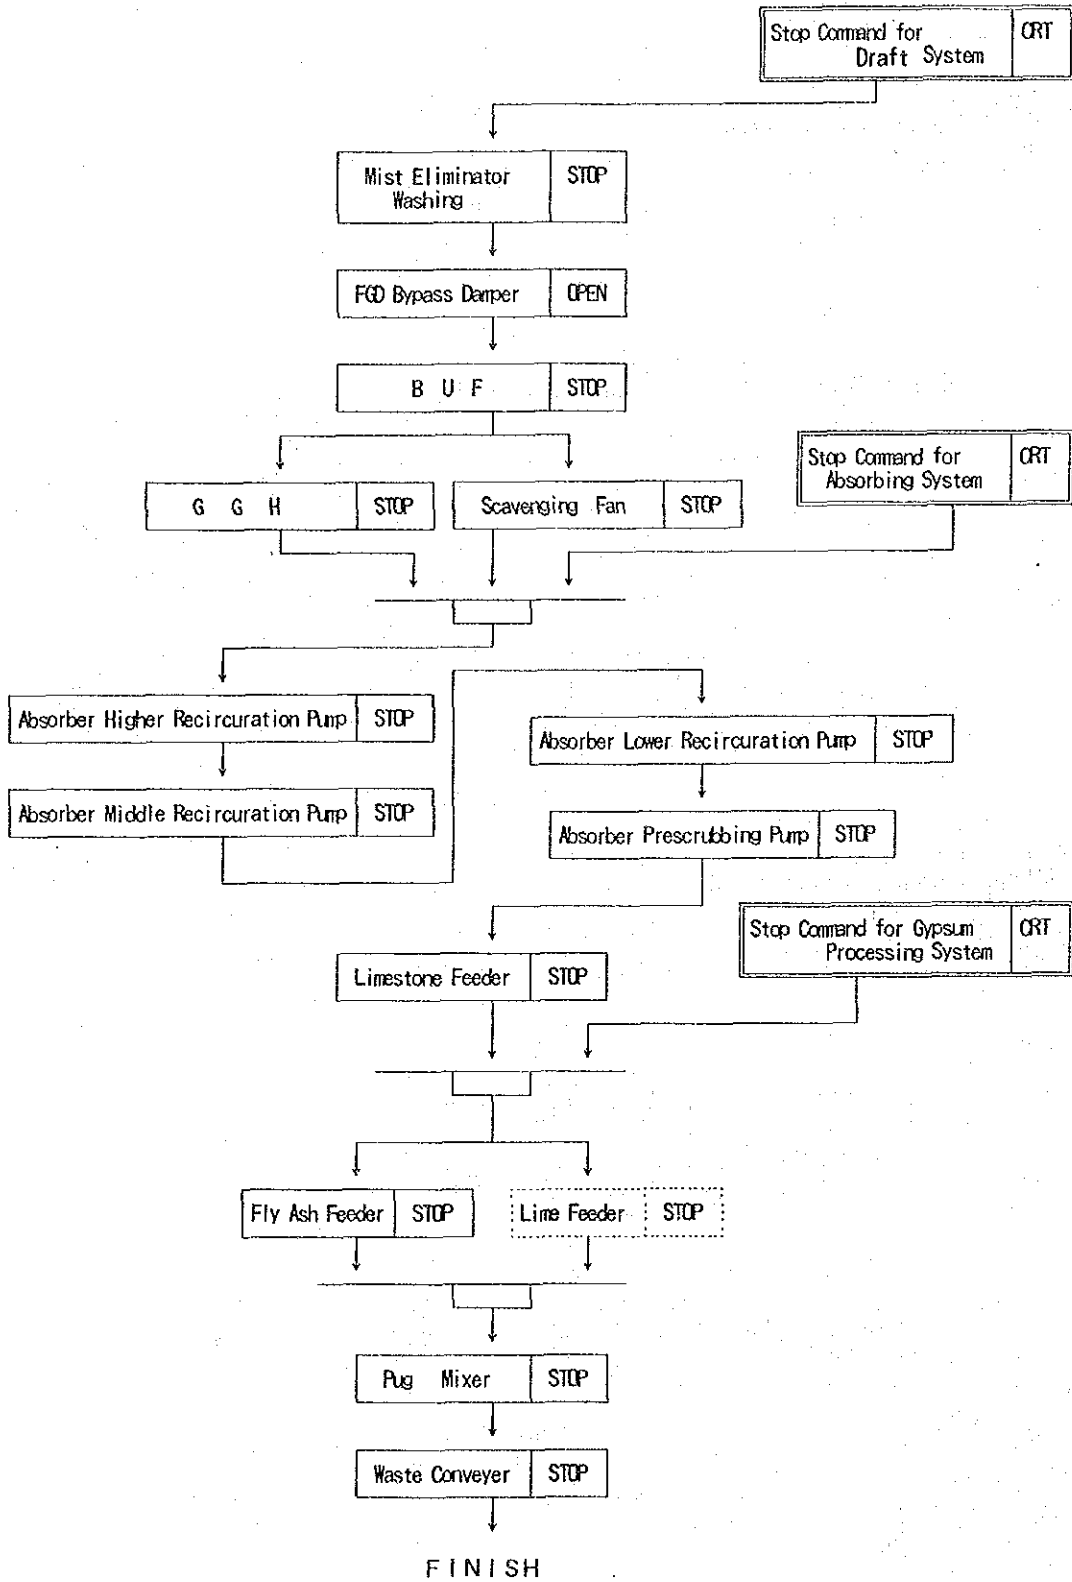 Stop Command for CRT
Draft System
Mist Eliminator STOP
Washing
FGD Bypass Damper OPEN
B U F STOP
Stop Command for CRT
Absorbing System
G G H STOP
Scavenging Fan STOP
Absorber Higher Recircuration Pump STOP
Absorber Lower Recircuration Pump STOP
Absorber Middle Recircuration Pump STOP
Absorber Prescrubbing Pump STOP
Stop Command for Gypsum CRT
Processing System
Limestone Feeder STOP
Fly Ash Feeder STOP
Lime Feeder STOP
Pug Mixer STOP
Waste Conveyer STOP
FINISH